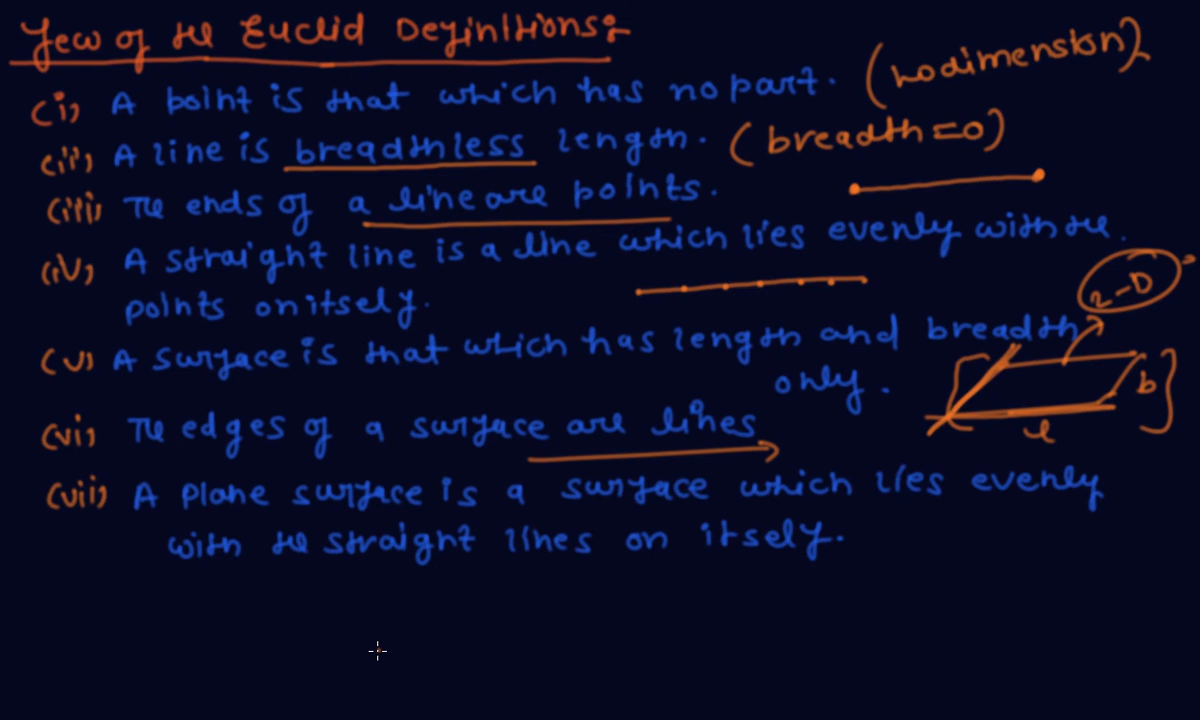 Few of the Euclid Definitions:
(i) A point is that which has no part. (no dimension)
(ii) A line is breadthless length. (breadth = 0)
(iii) The ends of a line are points.
(iv) A straight line is a line which lies evenly with the
points on itself.
2-D
(v) A surface is that which has length and breadth
only.
b
l
(vi) The edges of a surface are lines
(vii) A plane surface is a surface which lies evenly
with the straight lines on itself.